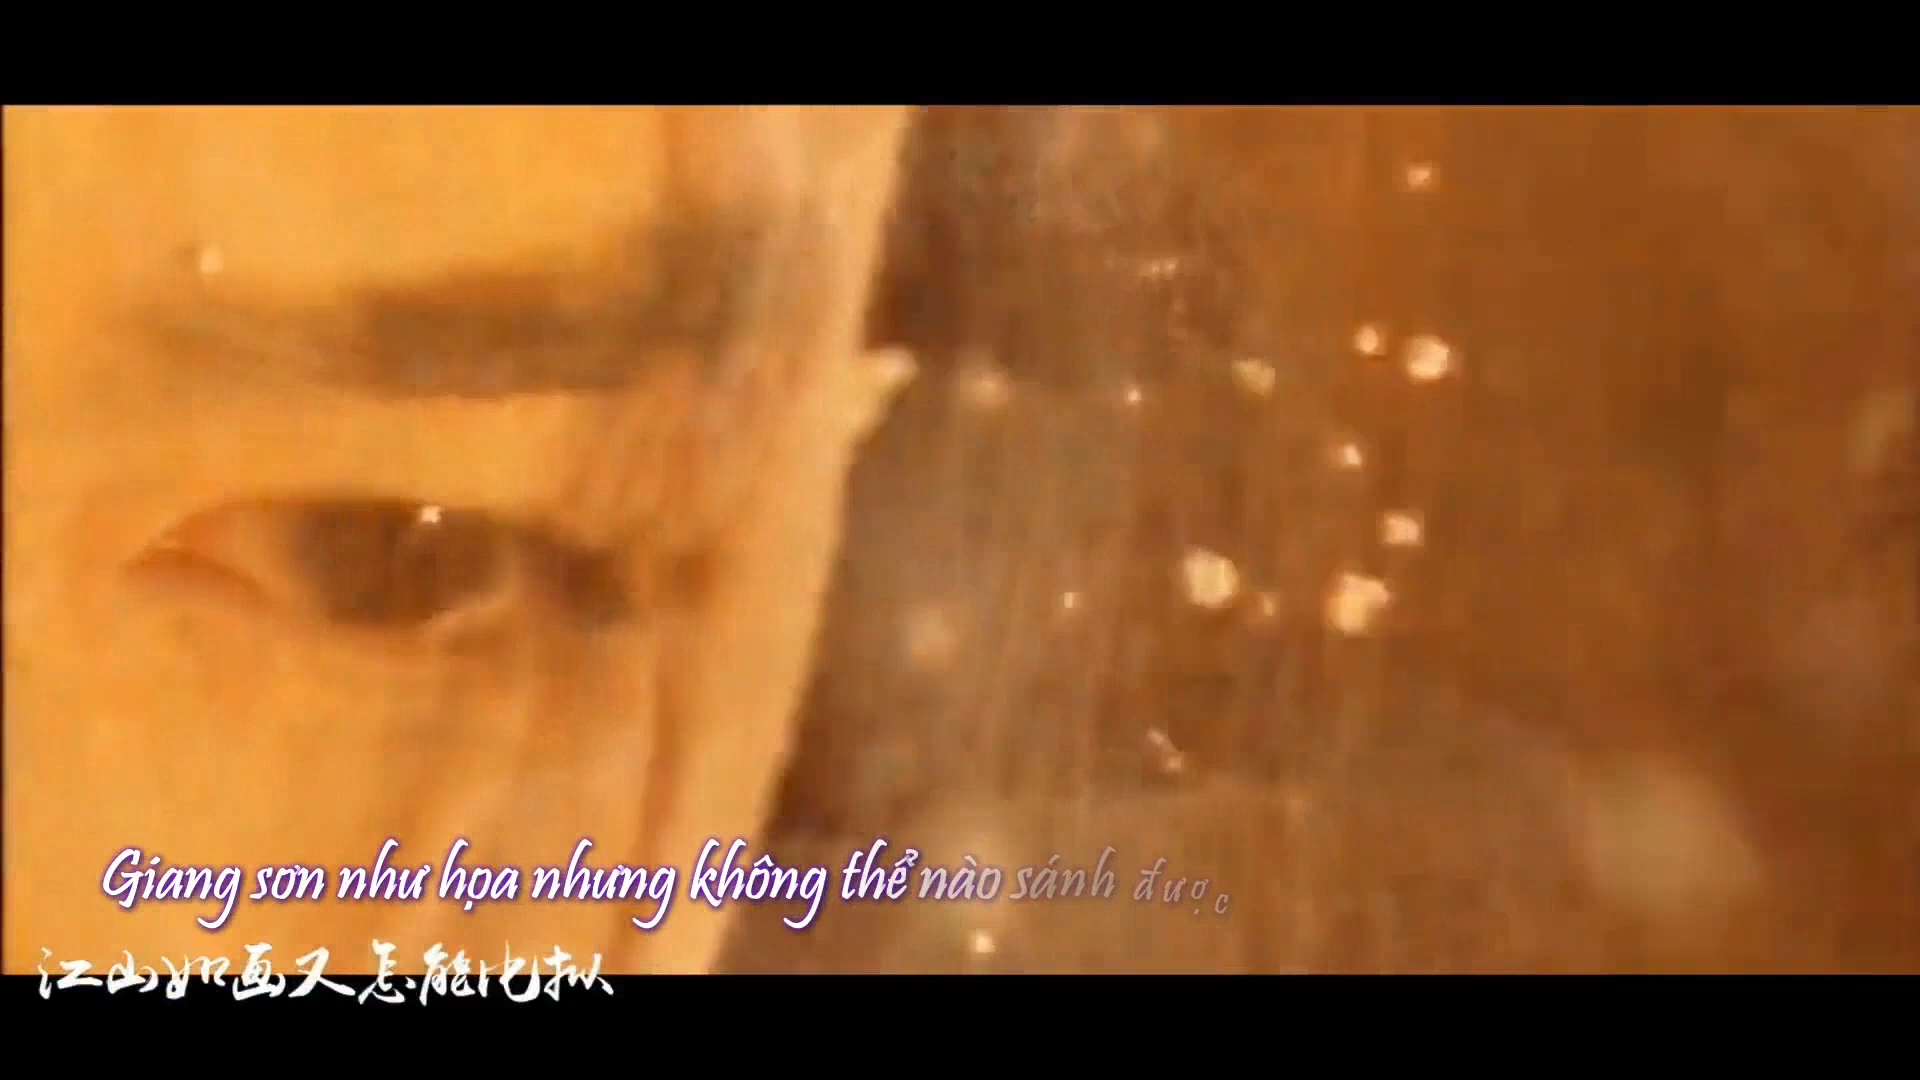 Giang sơn như họa nhưng không thể nào sánh được
江山如画又怎能比拟